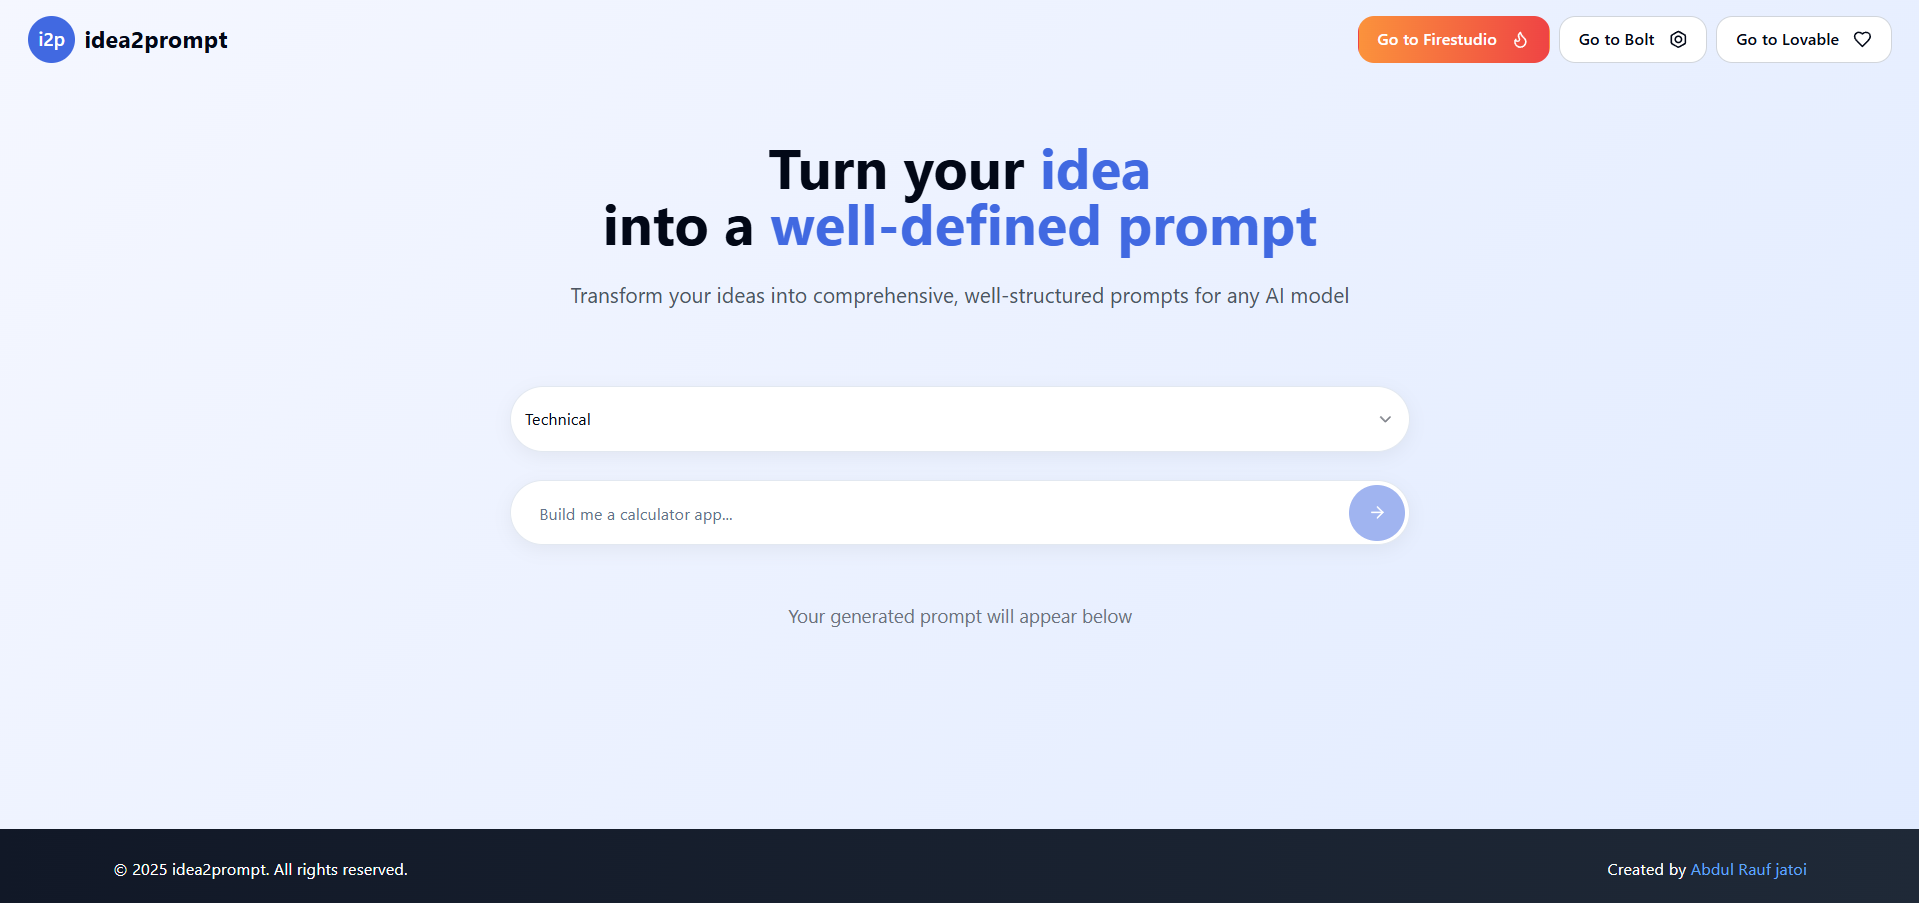 i2p idea2prompt
Go to Firestudio
Go to Bolt
Go to Lovable
Turn your idea
into a well-defined prompt
Transform your ideas into comprehensive, well-structured prompts for any AI model
Technical
Build me a calculator app...
Your generated prompt will appear below
© 2025 idea2prompt. All rights reserved.
Created by Abdul Rauf jatoi